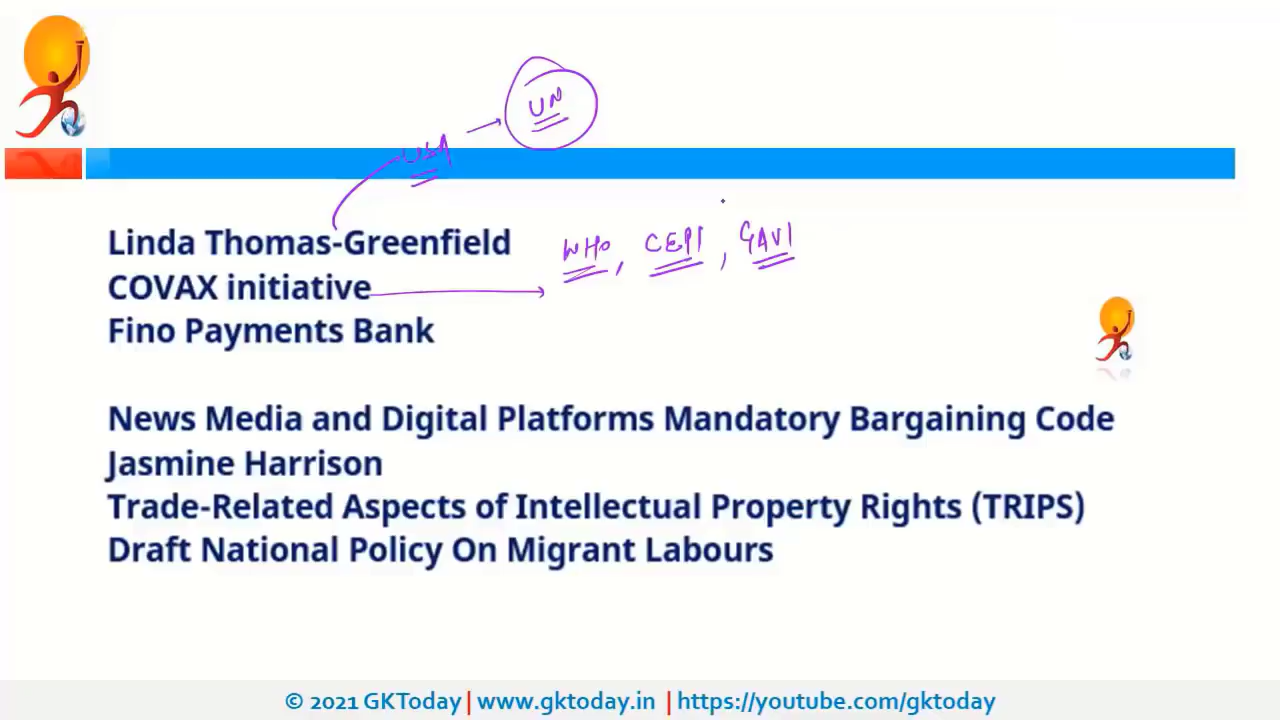 UN
USA
Linda Thomas-Greenfield
WHO, CEPI, GAVI
COVAX initiative
Fino Payments Bank
News Media and Digital Platforms Mandatory Bargaining Code
Jasmine Harrison
Trade-Related Aspects of Intellectual Property Rights (TRIPS)
Draft National Policy On Migrant Labours
© 2021 GKToday | www.gktoday.in | https://youtube.com/gktoday